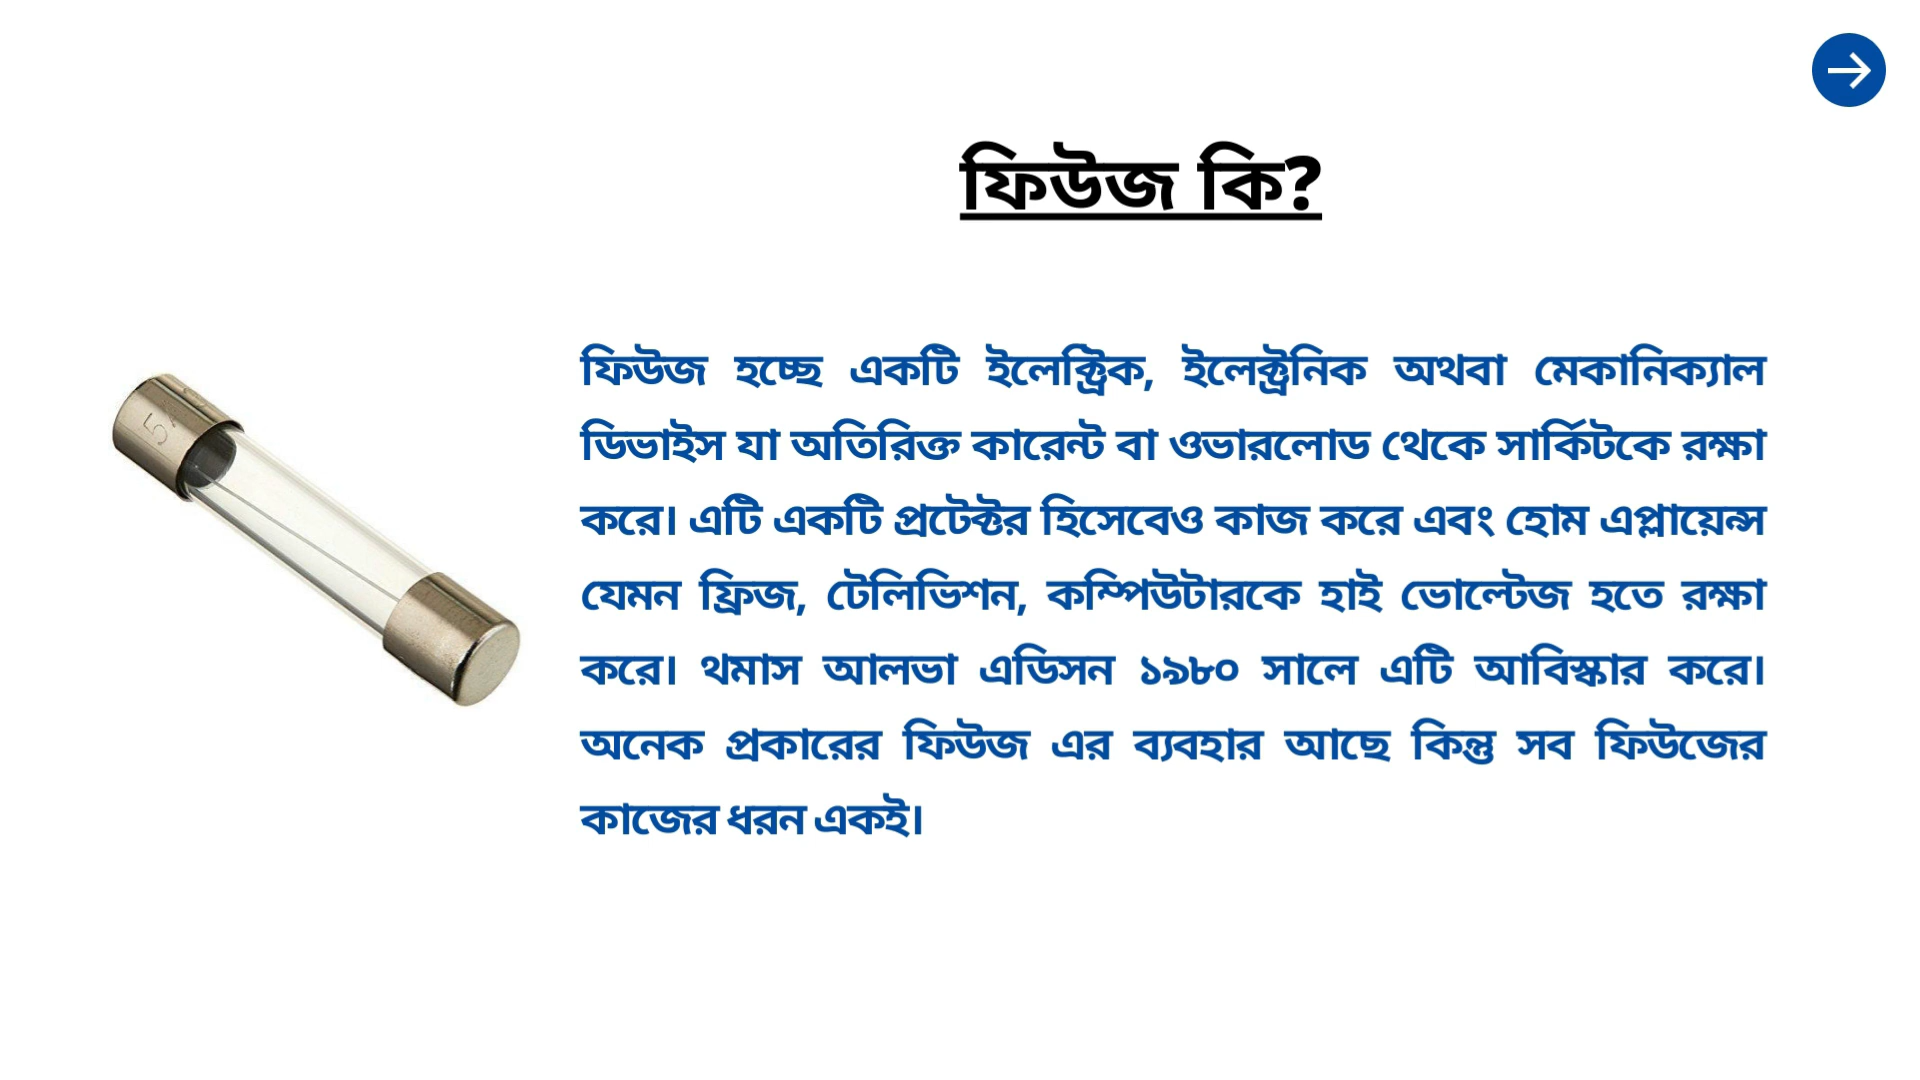 ফিউজ কি?
ফিউজ হচ্ছে একটি ইলেক্ট্রিক, ইলেক্ট্রনিক অথবা মেকানিক্যাল
ডিভাইস যা অতিরিক্ত কারেন্ট বা ওভারলোড থেকে সার্কিটকে রক্ষা
করে। এটি একটি প্রটেক্টর হিসেবেও কাজ করে এবং হোম এপ্লায়েন্স
যেমন ফ্রিজ, টেলিভিশন, কম্পিউটারকে হাই ভোল্টেজ হতে রক্ষা
করে। থমাস আলভা এডিসন ১৯৮০ সালে এটি আবিস্কার করে।
অনেক প্রকারের ফিউজ এর ব্যবহার আছে কিন্তু সব ফিউজের
কাজের ধরন একই।